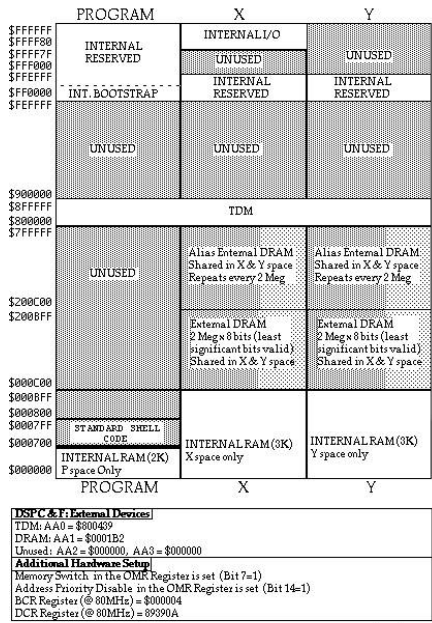 PROGRAM X Y
$FFFFFF
$FFFF80
$FFFF7F
$FFF000
$FFEFFF
$FF0000
$FEFFFF
$900000
$8FFFFF
$800000
$7FFFFF
$200C00
$200BFF
$000C00
$000BFF
$000800
$0007FF
$000700
$000000
INTERNAL
RESERVED
INT. BOOTSTRAP
UNUSED
UNUSED
STANDARD SHELL
CODE
INTERNAL RAM (2K)
P space Only
INTERNAL I/O
UNUSED
INTERNAL
RESERVED
UNUSED
TDM
Alias External DRAM
Shared in X & Y space
Repeats every 2 Meg
External DRAM
2 Meg x 8 bits (least
significant bits valid)
Shared in X & Y space
INTERNAL RAM (3K)
X space only
UNUSED
INTERNAL
RESERVED
UNUSED
Alias External DRAM
Shared in X & Y space
Repeats every 2 Meg
External DRAM
2 Meg x 8 bits (least
significant bits valid)
Shared in X & Y space
INTERNAL RAM (3K)
Y space only
PROGRAM X Y
DSPC & F: External Devices
TDM: AA0 = $800439
DRAM: AA1 = $0001B2
Unused: AA2 = $000000, AA3 = $000000
Additional Hardware Setup
Memory Switch in the OMR Register is set (Bit 7=1)
Address Priority Disable in the OMR Register is set (Bit 14=1)
BCR Register (@ 80MHz) = $000004
DCR Register (@ 80MHz) = 89390A